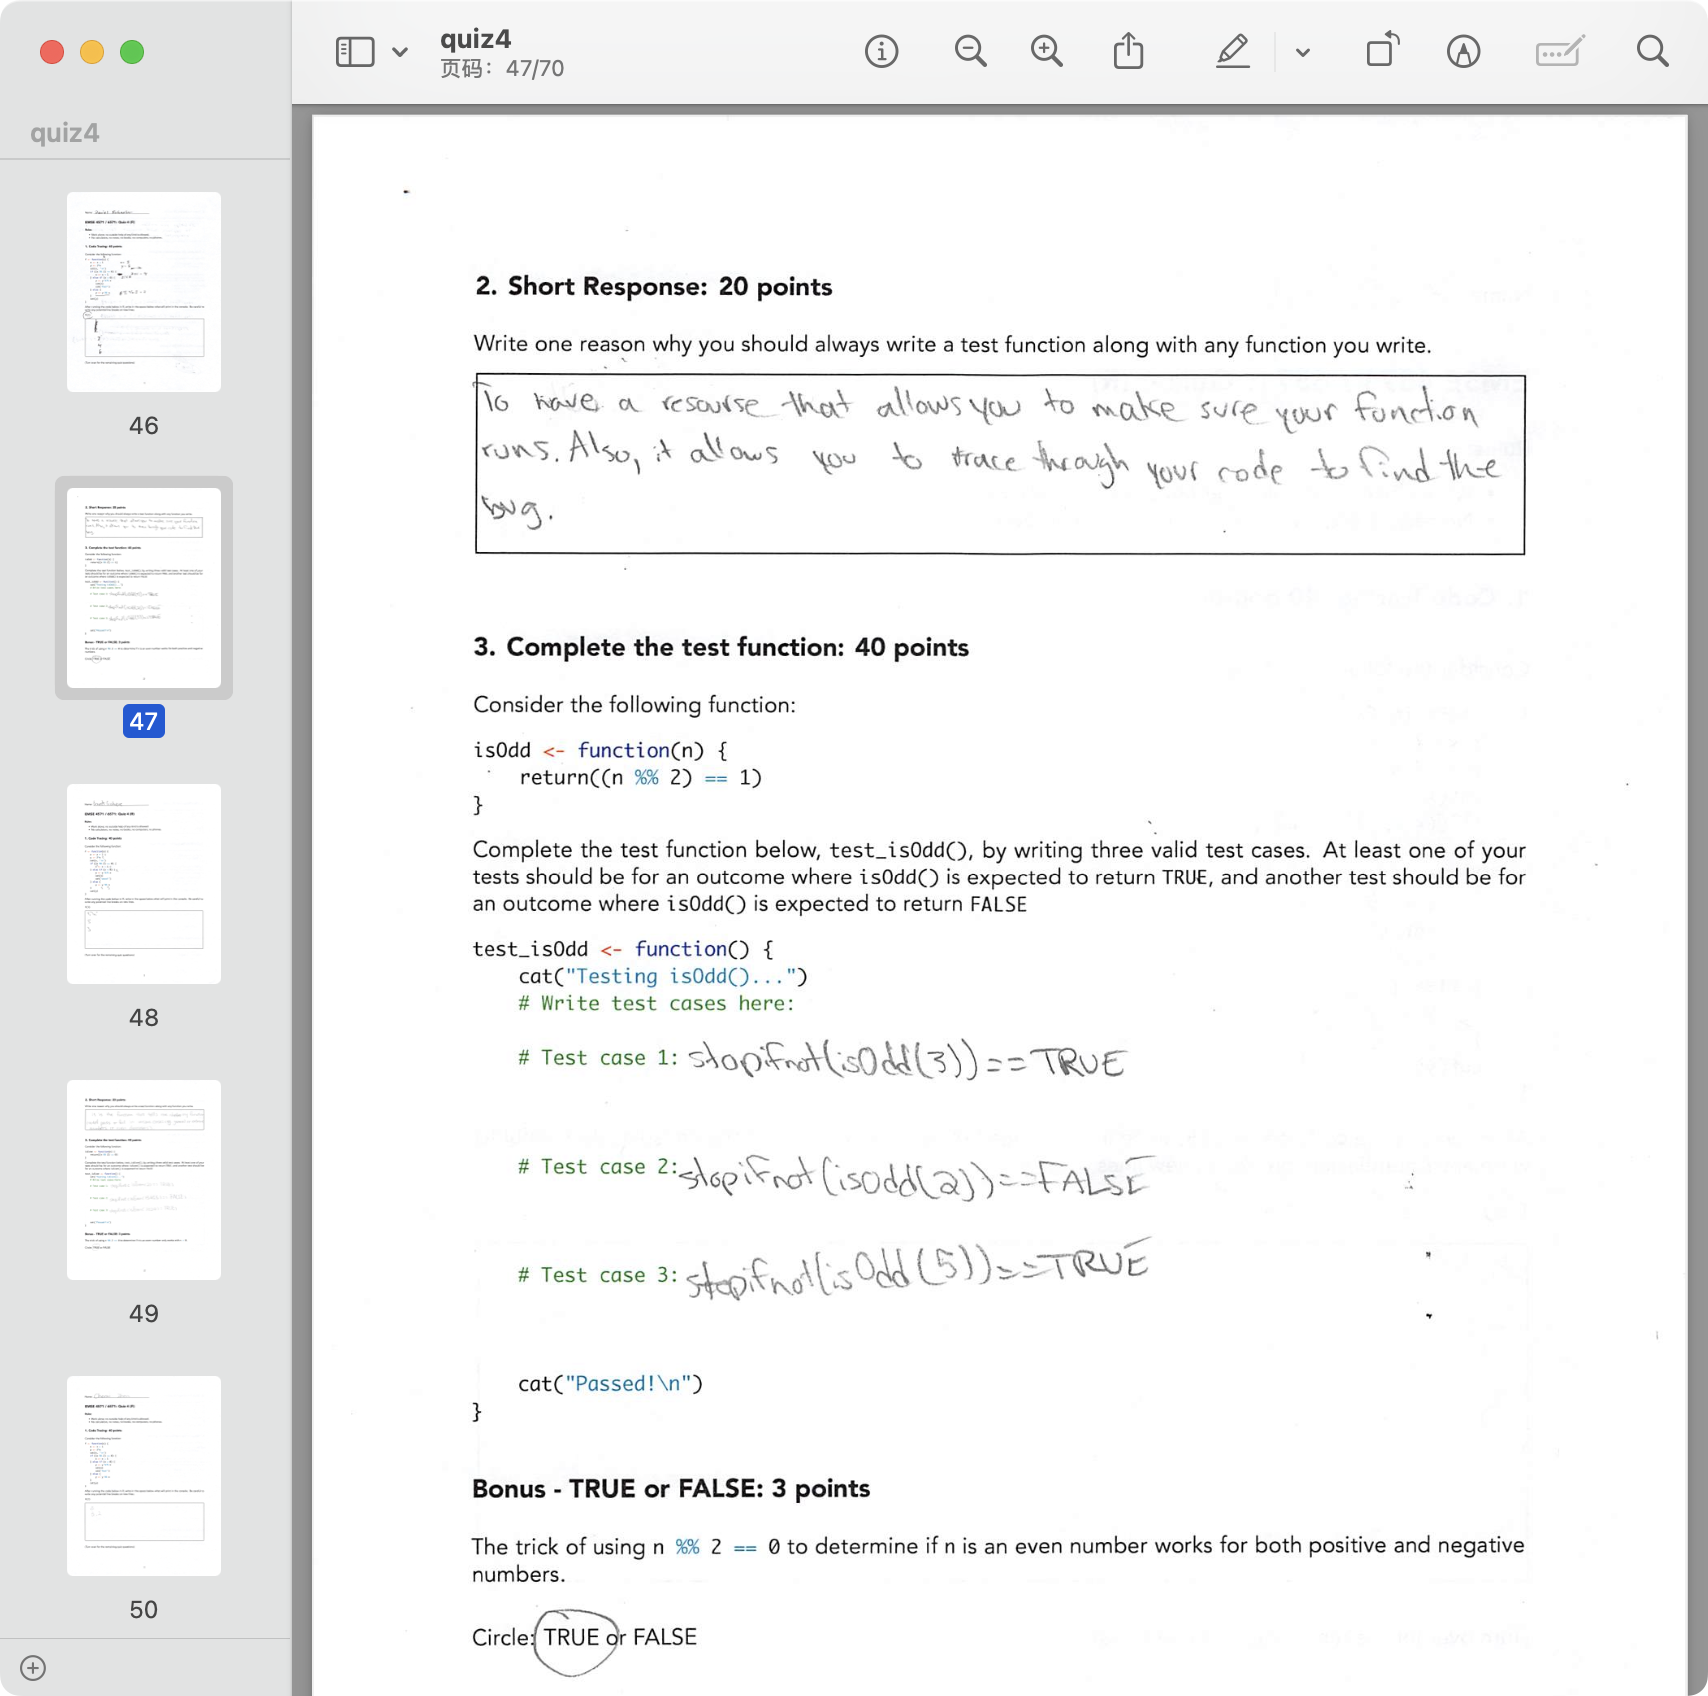 quiz4
页码：47/70
quiz4
46
47
48
49
50
2. Short Response: 20 points
Write one reason why you should always write a test function along with any function you write.
To have a resourse that allows you to make sure your function
runs. Also, it allows you to trace through your code to find the
bug.
3. Complete the test function: 40 points
Consider the following function:
isOdd <- function(n) {
return((n %% 2) == 1)
}
Complete the test function below, test_isOdd(), by writing three valid test cases. At least one of your
tests should be for an outcome where isOdd() is expected to return TRUE, and another test should be for
an outcome where isOdd() is expected to return FALSE
test_isOdd <- function() {
cat("Testing isOdd()...")
# Write test cases here:
# Test case 1: stopifnot(isOdd(3))==TRUE
# Test case 2: stopifnot(isOdd(2))==FALSE
# Test case 3: stopifnot(isOdd(5))==TRUE
cat("Passed!\n")
}
Bonus - TRUE or FALSE: 3 points
The trick of using n %% 2 == 0 to determine if n is an even number works for both positive and negative
numbers.
Circle: TRUE or FALSE